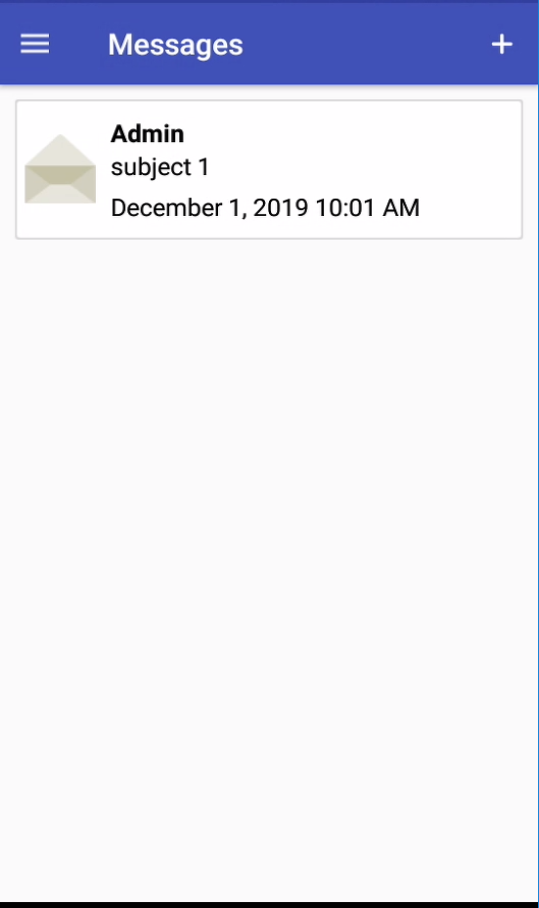 Messages
Admin
subject 1
December 1, 2019 10:01 AM